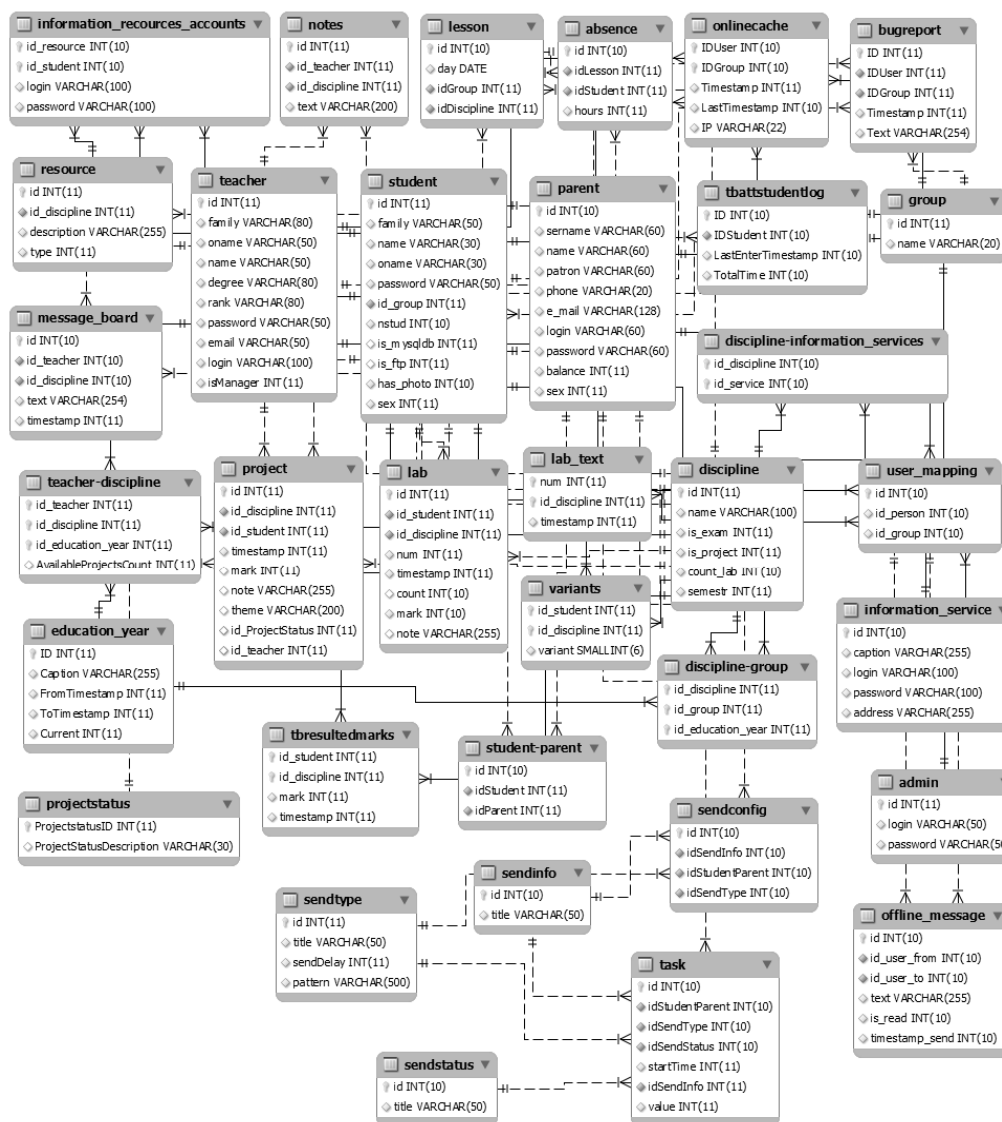 information_recources_accounts
id_resource INT(10)
id_student INT(10)
login VARCHAR(100)
password VARCHAR(100)
notes
id INT(11)
id_teacher INT(11)
id_discipline INT(11)
text VARCHAR(200)
lesson
id INT(10)
day DATE
idGroup INT(11)
idDiscipline INT(11)
absence
id INT(10)
idLesson INT(11)
idStudent INT(11)
hours INT(11)
onlinecache
IDUser INT(10)
IDGroup INT(10)
Timestamp INT(11)
LastTimestamp INT(10)
IP VARCHAR(22)
bugreport
ID INT(11)
IDUser INT(11)
IDGroup INT(11)
Timestamp INT(11)
Text VARCHAR(254)
resource
id INT(11)
id_discipline INT(11)
description VARCHAR(255)
type INT(11)
teacher
id INT(11)
family VARCHAR(80)
oname VARCHAR(50)
name VARCHAR(50)
degree VARCHAR(80)
rank VARCHAR(80)
password VARCHAR(50)
email VARCHAR(50)
login VARCHAR(100)
isManager INT(11)
student
id INT(11)
family VARCHAR(50)
name VARCHAR(30)
oname VARCHAR(30)
password VARCHAR(50)
id_group INT(11)
nstud INT(10)
is_mysqldb INT(11)
is_ftp INT(11)
has_photo INT(10)
sex INT(11)
parent
id INT(10)
sername VARCHAR(60)
name VARCHAR(60)
patron VARCHAR(60)
phone VARCHAR(20)
e_mail VARCHAR(128)
login VARCHAR(60)
password VARCHAR(60)
balance INT(11)
sex INT(11)
tbattstudentlog
ID INT(10)
IDStudent INT(10)
LastEnterTimestamp INT(10)
TotalTime INT(10)
group
id INT(11)
name VARCHAR(20)
message_board
id INT(10)
id_teacher INT(10)
id_discipline INT(10)
text VARCHAR(254)
timestamp INT(11)
discipline-information_services
id_discipline INT(10)
id_service INT(10)
teacher-discipline
id_teacher INT(11)
id_discipline INT(11)
id_education_year INT(11)
AvailableProjectsCount INT(11)
project
id INT(11)
id_discipline INT(11)
id_student INT(11)
timestamp INT(11)
mark INT(11)
note VARCHAR(255)
theme VARCHAR(200)
id_ProjectStatus INT(11)
id_teacher INT(11)
lab
id INT(11)
id_student INT(11)
id_discipline INT(11)
num INT(11)
timestamp INT(11)
count INT(10)
mark INT(10)
note VARCHAR(255)
lab_text
num INT(11)
id_discipline INT(11)
timestamp INT(11)
discipline
id INT(11)
name VARCHAR(100)
is_exam INT(11)
is_project INT(11)
count_lab INT(10)
semestr INT(11)
user_mapping
id INT(10)
id_person INT(10)
id_group INT(10)
variants
id_student INT(11)
id_discipline INT(11)
variant SMALLINT(6)
education_year
ID INT(11)
Caption VARCHAR(255)
FromTimestamp INT(11)
ToTimestamp INT(11)
Current INT(11)
information_service
id INT(10)
caption VARCHAR(255)
login VARCHAR(100)
password VARCHAR(100)
address VARCHAR(255)
discipline-group
id_discipline INT(11)
id_group INT(11)
id_education_year INT(11)
tbresultedmarks
id_student INT(11)
id_discipline INT(11)
mark INT(11)
timestamp INT(11)
student-parent
id INT(10)
idStudent INT(11)
idParent INT(11)
projectstatus
ProjectstatusID INT(11)
ProjectStatusDescription VARCHAR(30)
admin
id INT(11)
login VARCHAR(50)
password VARCHAR(50
sendconfig
id INT(10)
idSendInfo INT(10)
idStudentParent INT(10)
idSendType INT(10)
sendinfo
id INT(10)
title VARCHAR(50)
sendtype
id INT(11)
title VARCHAR(50)
sendDelay INT(11)
pattern VARCHAR(500)
offline_message
id INT(10)
id_user_from INT(10)
id_user_to INT(10)
text VARCHAR(255)
is_read INT(10)
timestamp_send INT(10)
task
id INT(10)
idStudentParent INT(10)
idSendType INT(10)
idSendStatus INT(10)
startTime INT(11)
idSendInfo INT(11)
value INT(11)
sendstatus
id INT(10)
title VARCHAR(50)